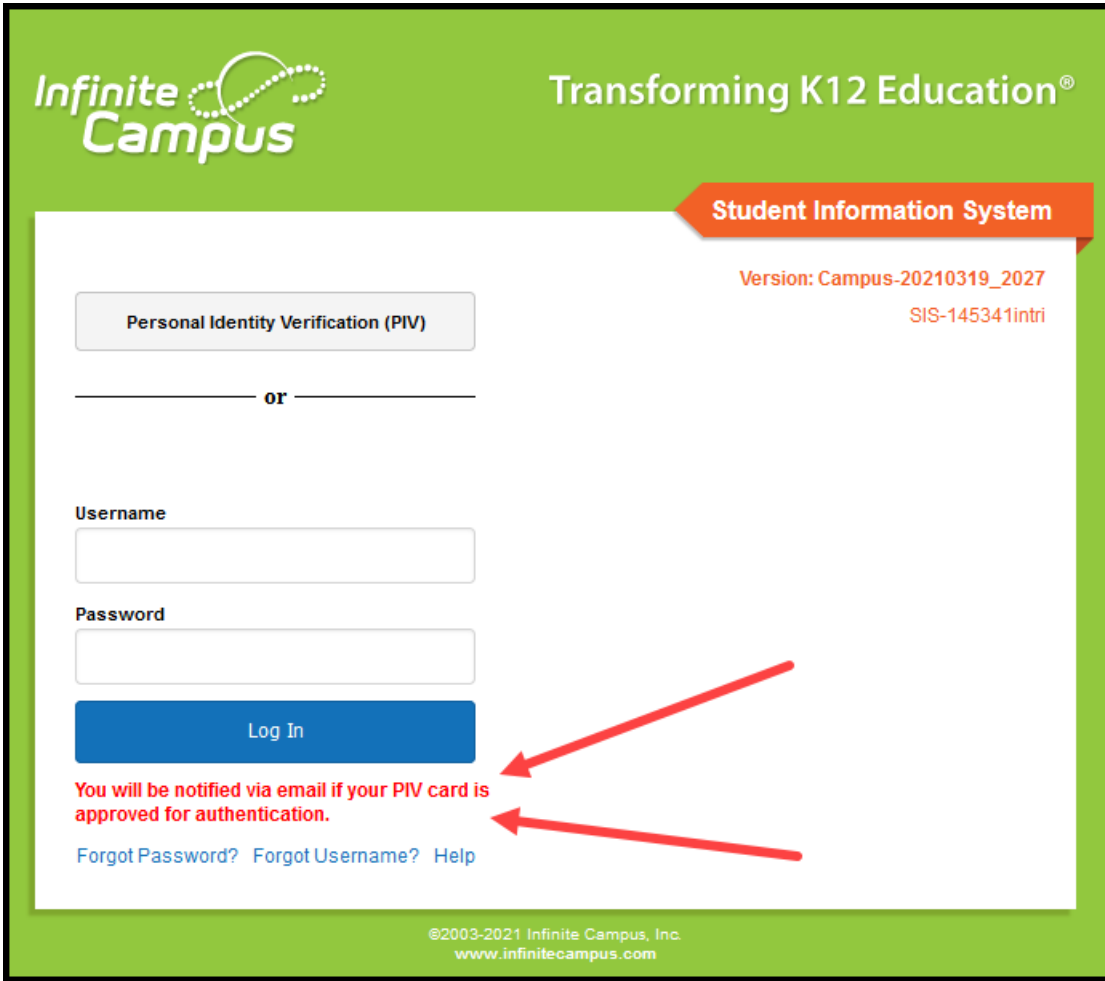 Infinite
Campus
Transforming K12 Education®
Student Information System
Version: Campus-20210319_2027
SIS-145341intri
Personal Identity Verification (PIV)
or
Username
Password
Log In
You will be notified via email if your PIV card is
approved for authentication.
Forgot Password? Forgot Username? Help
©2003-2021 Infinite Campus, Inc.
www.infinitecampus.com